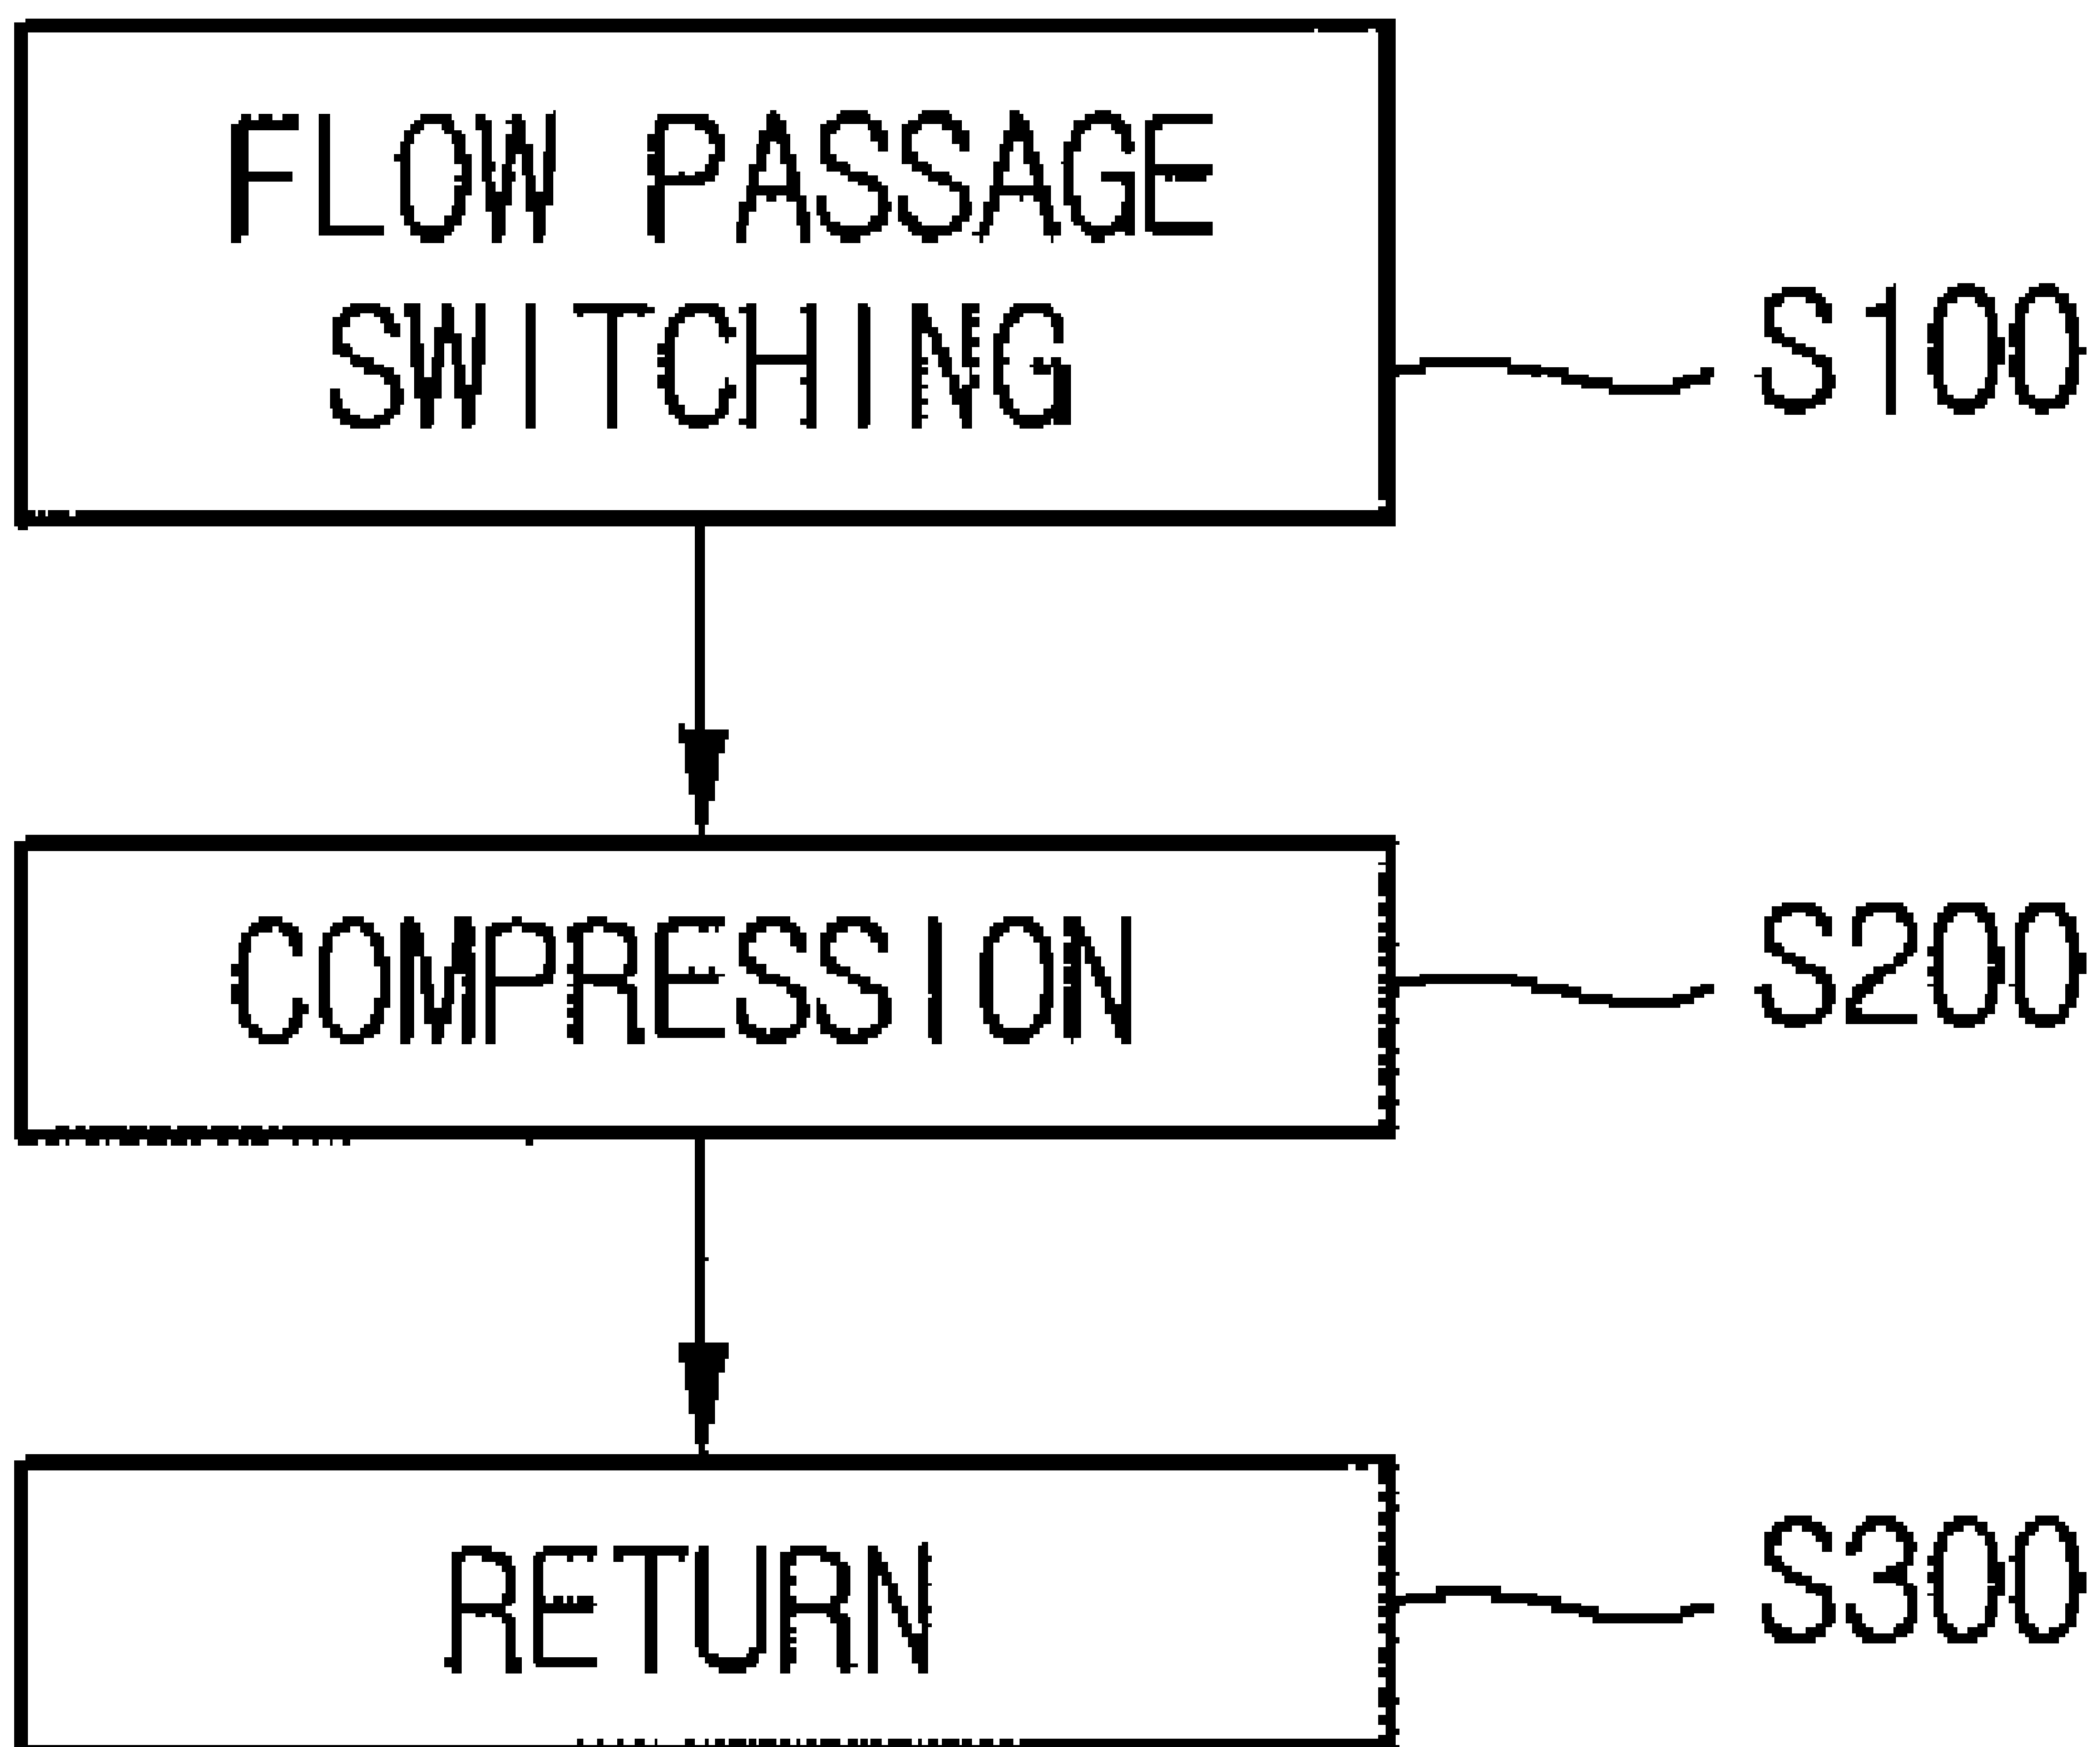 FLOW PASSAGE
SWITCHING
S100
COMPRESSION
S200
RETURN
S300